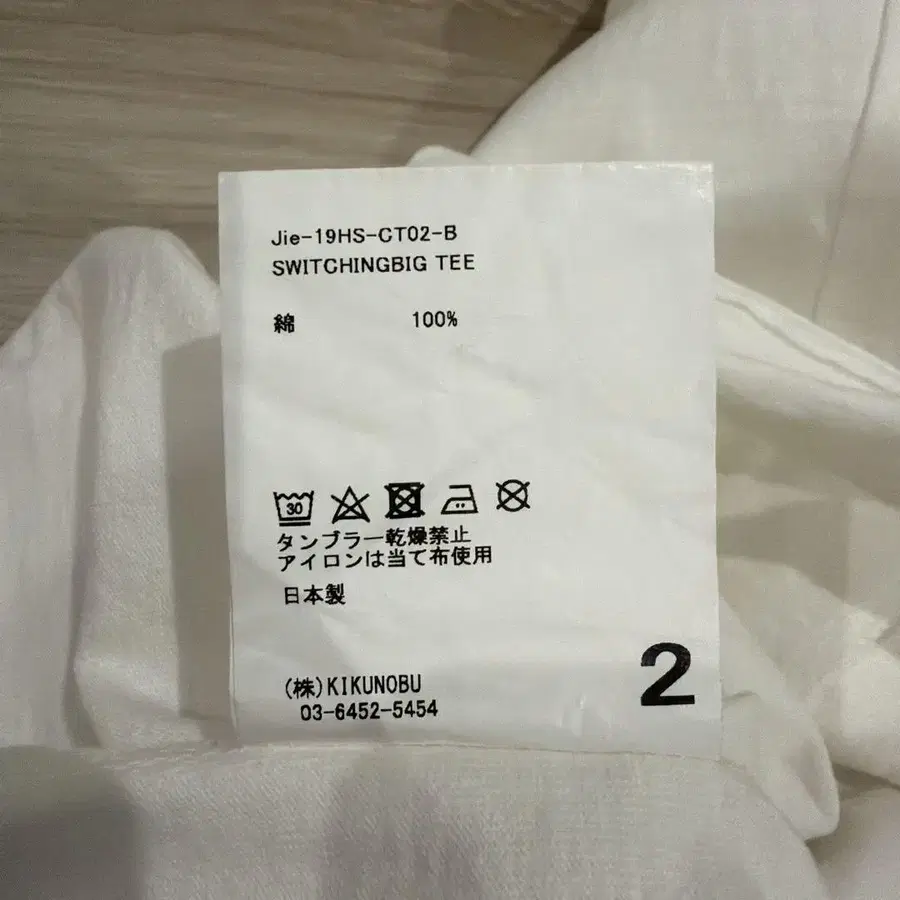 Jie-19HS-CT02-B
SWITCHINGBIG TEE
綿 100%
30
タンブラー乾燥禁止
アイロンは当て布使用
日本製
(株)KIKUNOBU
03-6452-5454
2